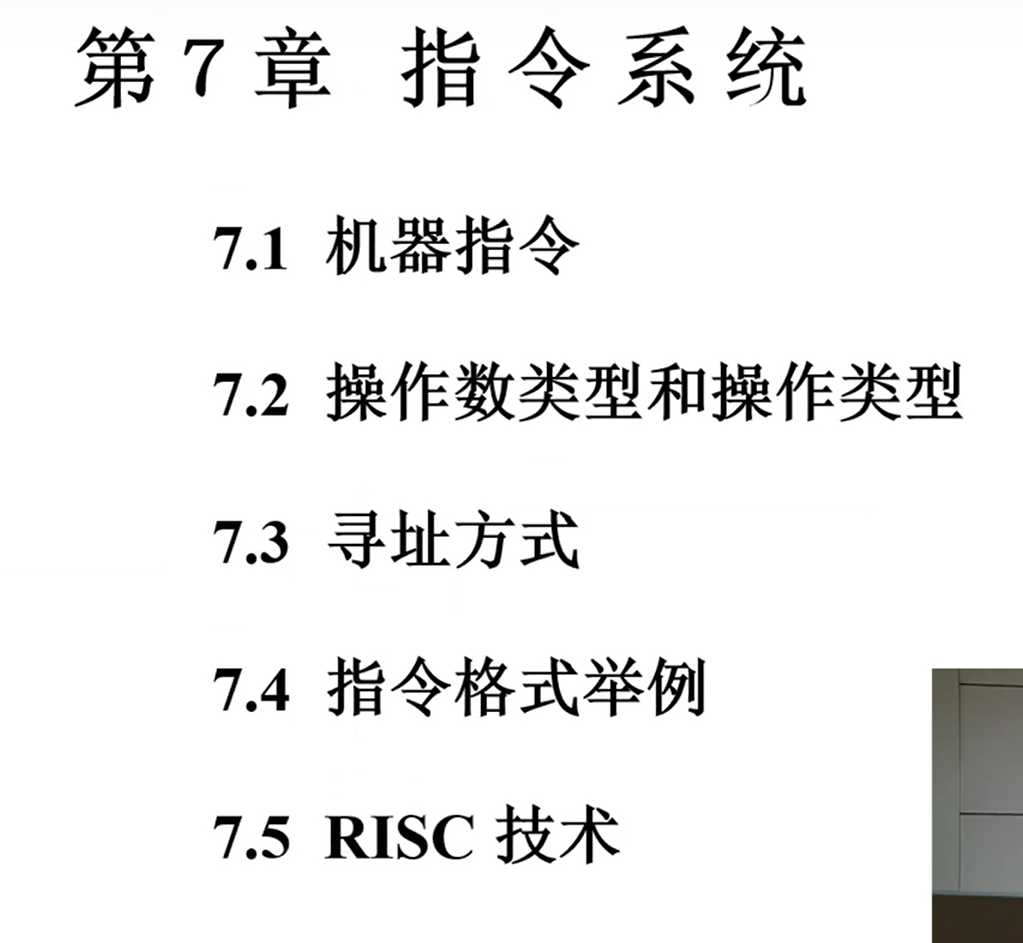 第 7 章 指 令 系 统
7.1 机器指令
7.2 操作数类型和操作类型
7.3 寻址方式
7.4 指令格式举例
7.5 RISC 技术